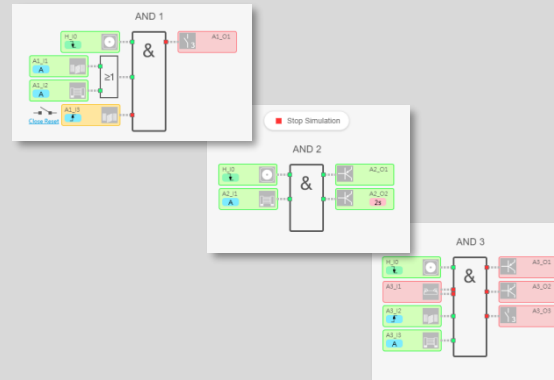 AND 1
H_I0
&
A1_O1
A1_I1
A
≥1
A1_I2
A
A1_I3
Close Reset
Stop Simulation
AND 2
H_I0
&
A2_O1
A2_I1
A
A2_O2
2s
AND 3
H_I0
&
A3_O1
A3_I1
A3_O2
A3_I2
A3_O3
A3_I3
A